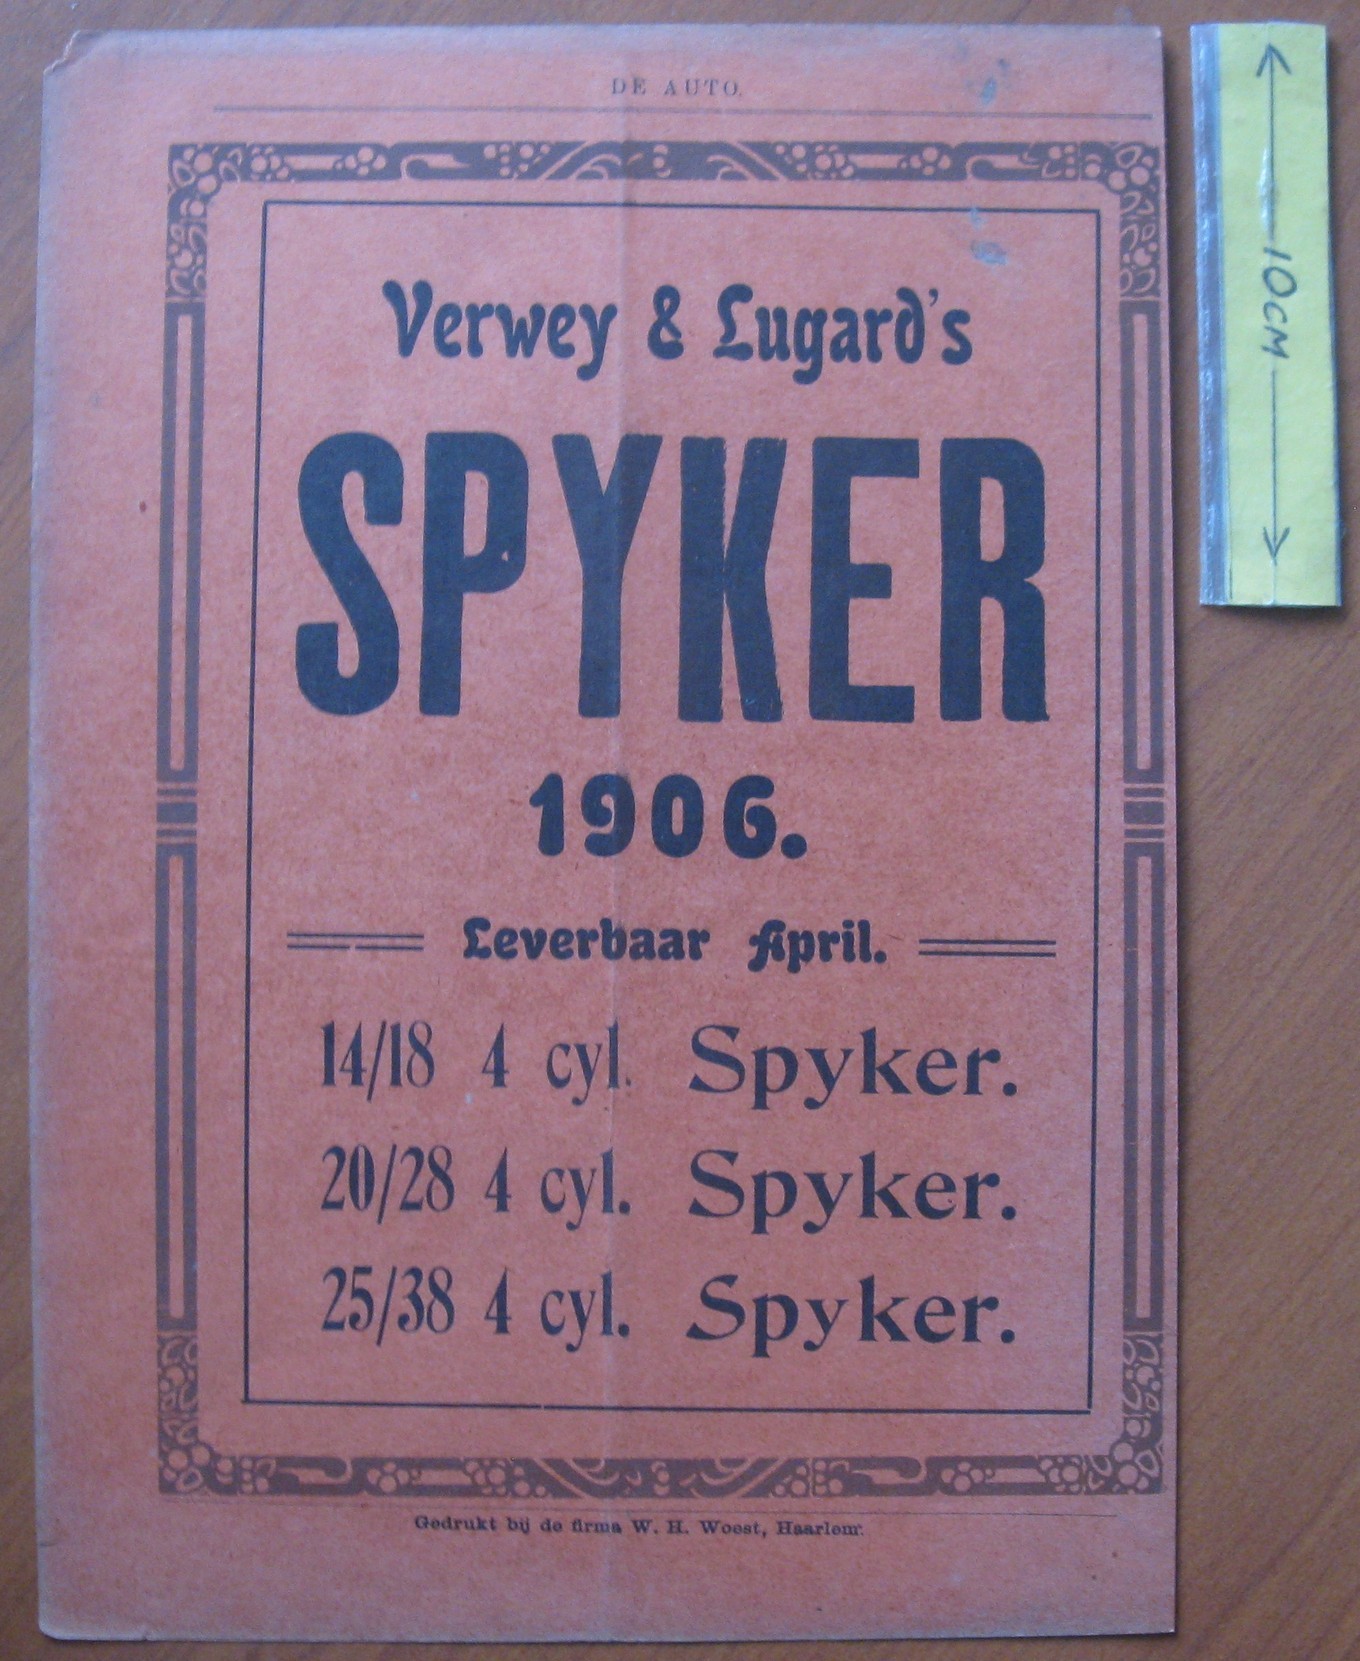 DE AUTO.
10CM
Verwey & Lugard's
SPYKER
1906.
Leverbaar April.
14/18 4 cyl. Spyker.
20/28 4 cyl. Spyker.
25/38 4 cyl. Spyker.
Gedrukt bij de firma W. H. Woest, Haarlem.